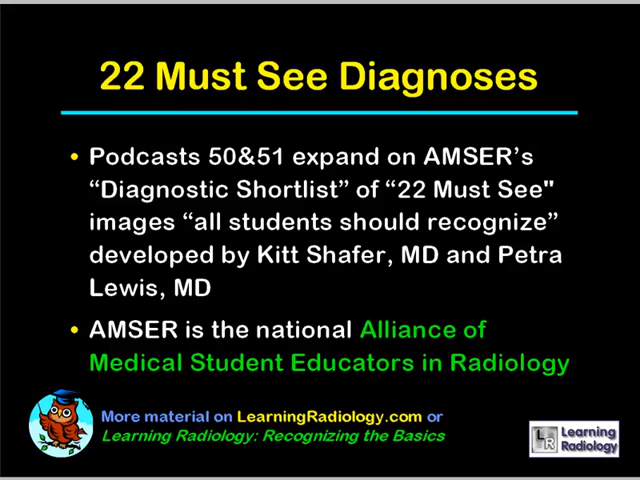 22 Must See Diagnoses
• Podcasts 50&51 expand on AMSER's
“Diagnostic Shortlist” of “22 Must See"
images “all students should recognize”
developed by Kitt Shafer, MD and Petra
Lewis, MD
• AMSER is the national Alliance of
Medical Student Educators in Radiology
More material on LearningRadiology.com or
Learning Radiology: Recognizing the Basics
LR
Learning
Radiology